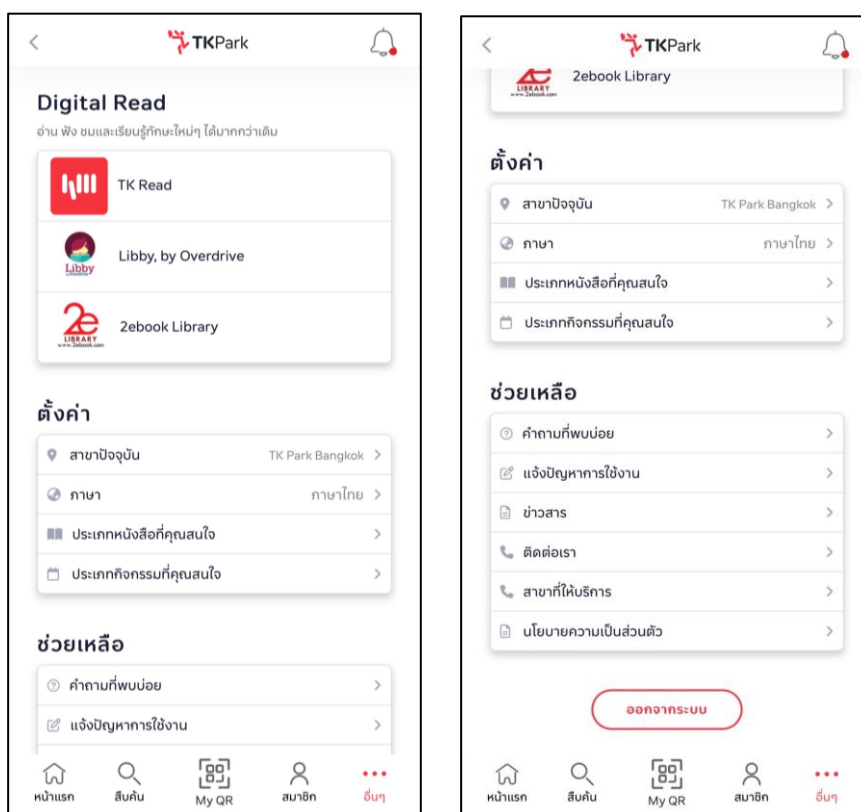 TKPark
Digital Read
อ่าน ฟัง ชมและเรียนรู้ทักษะใหม่ๆ ได้มากกว่าเดิม
TK Read
Libby
Libby, by Overdrive
2e
LIBRARY
www.2ebook.com
2ebook Library
ตั้งค่า
สาขาปัจจุบัน TK Park Bangkok
ภาษา ภาษาไทย
ประเภทหนังสือที่คุณสนใจ
ประเภทกิจกรรมที่คุณสนใจ
ช่วยเหลือ
คำถามที่พบบ่อย
แจ้งปัญหาการใช้งาน
หน้าแรก สืบค้น My QR สมาชิก อื่นๆ
TKPark
2e
LIBRARY
www.2ebook.com
2ebook Library
ตั้งค่า
สาขาปัจจุบัน TK Park Bangkok
ภาษา ภาษาไทย
ประเภทหนังสือที่คุณสนใจ
ประเภทกิจกรรมที่คุณสนใจ
ช่วยเหลือ
คำถามที่พบบ่อย
แจ้งปัญหาการใช้งาน
ข่าวสาร
ติดต่อเรา
สาขาที่ให้บริการ
นโยบายความเป็นส่วนตัว
ออกจากระบบ
หน้าแรก สืบค้น My QR สมาชิก อื่นๆ